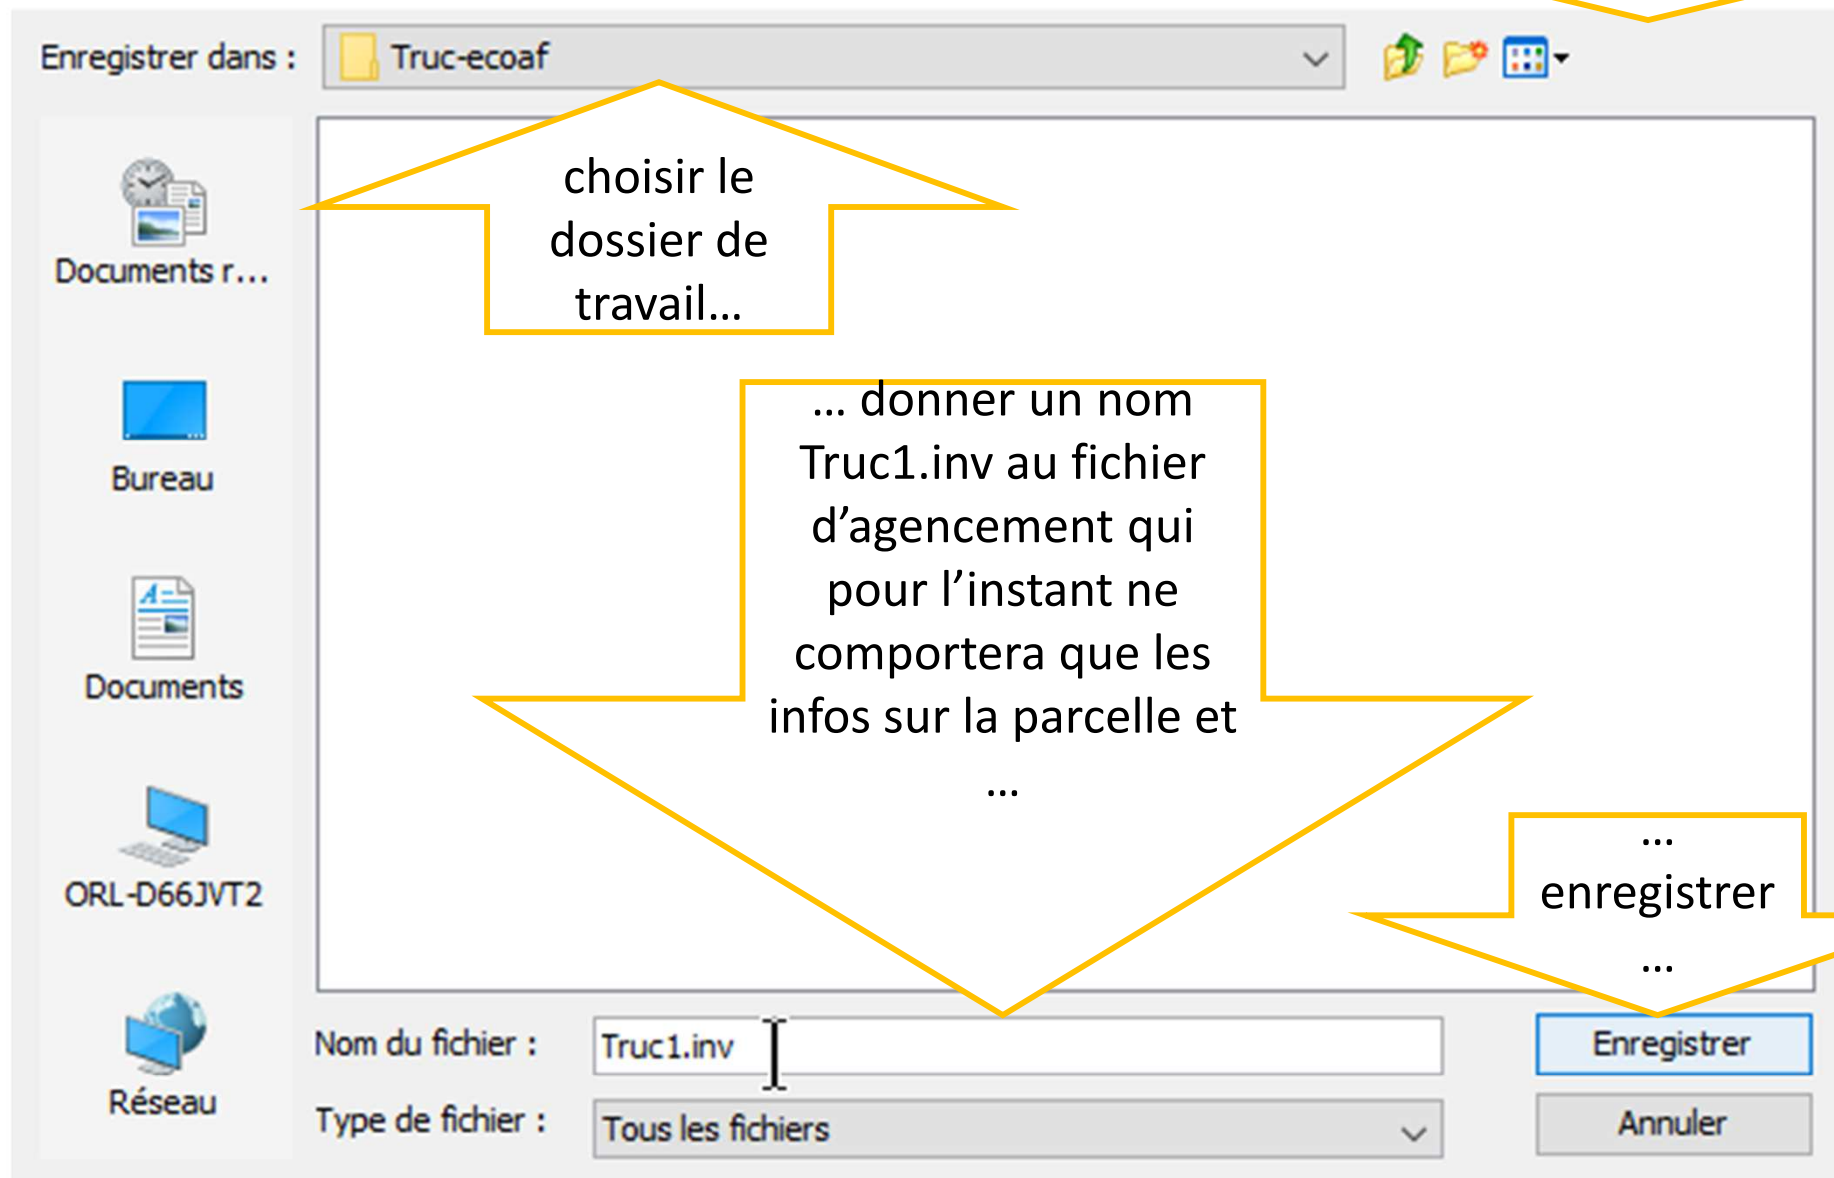 Enregistrer dans :
Truc-ecoaf
choisir le
dossier de
travail...
Documents r...
Bureau
Documents
ORL-D66JVT2
Réseau
... donner un nom
Truc1.inv au fichier
d’agencement qui
pour l’instant ne
comportera que les
infos sur la parcelle et
...
...
enregistrer
...
Nom du fichier :
Truc1.inv
Enregistrer
Type de fichier :
Tous les fichiers
Annuler